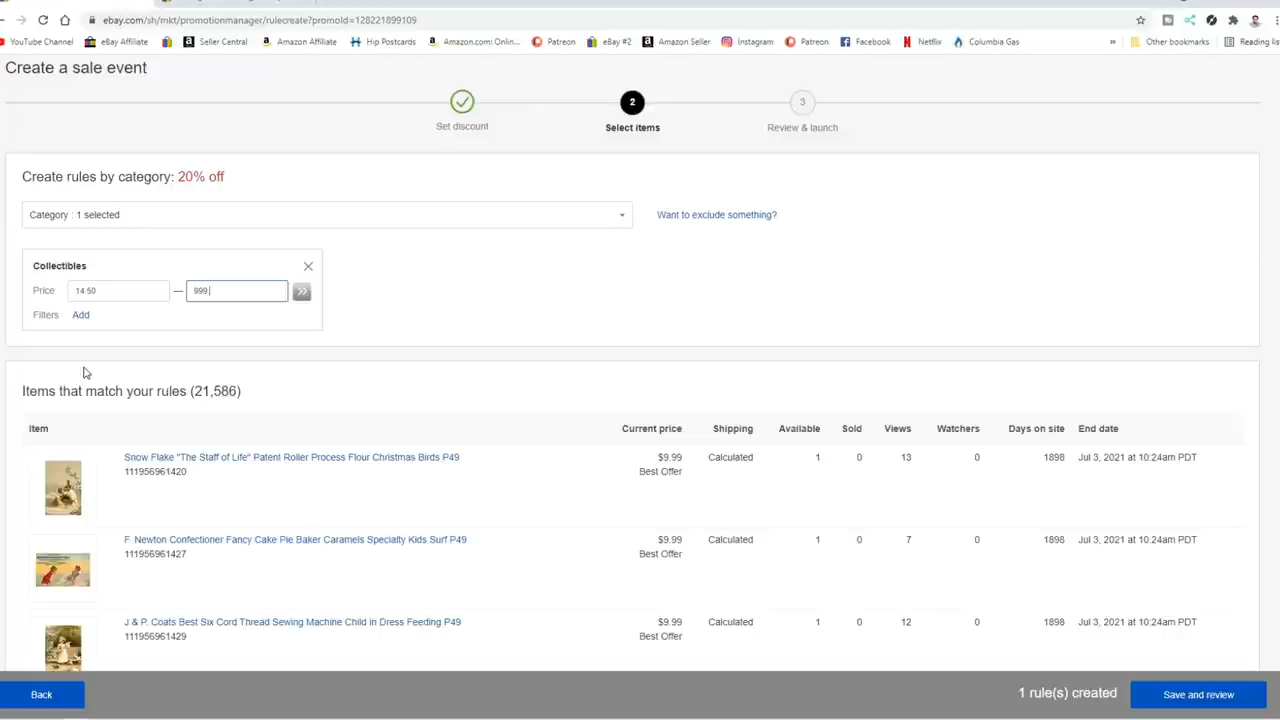 ebay.com/sh/mkt/promotionmanager/rulecreate?promoId=128221899109
YouTube Channel eBay Affiliate Seller Central Amazon Affiliate Hip Postcards Amazon.com: Onlin... Patreon eBay #2 Amazon Seller Instagram Patreon Facebook Netflix Columbia Gas » Other bookmarks Reading list
Create a sale event
2 3
Set discount Select items Review & launch
Create rules by category: 20% off
Category : 1 selected Want to exclude something?
Collectibles
Price 14.50 — 999
Filters Add
Items that match your rules (21,586)
Item Current price Shipping Available Sold Views Watchers Days on site End date
Snow Flake "The Staff of Life" Patent Roller Process Flour Christmas Birds P49 $9.99 Calculated 1 0 13 0 1898 Jul 3, 2021 at 10:24am PDT
111956961420 Best Offer
F Newton Confectioner Fancy Cake Pie Baker Caramels Specialty Kids Surf P49 $9.99 Calculated 1 0 7 0 1898 Jul 3, 2021 at 10:24am PDT
111956961427 Best Offer
J & P. Coats Best Six Cord Thread Sewing Machine Child in Dress Feeding P49 $9.99 Calculated 1 0 12 0 1898 Jul 3, 2021 at 10:24am PDT
111956961429 Best Offer
Back 1 rule(s) created Save and review